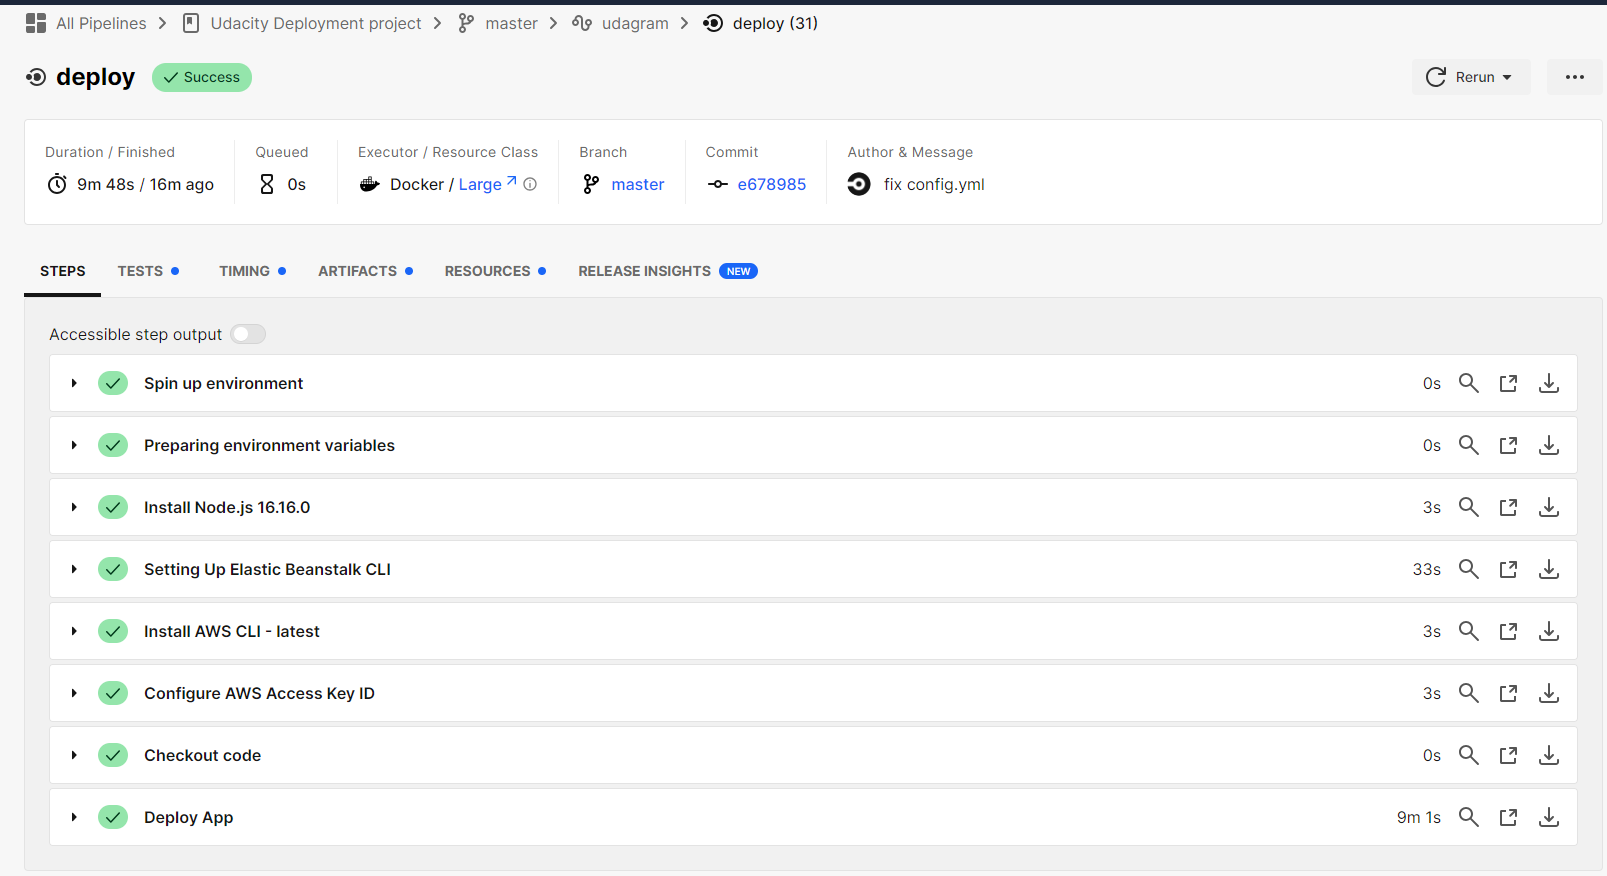 All Pipelines > Udacity Deployment project > master > udagram > deploy (31)
deploy Success Rerun
Duration / Finished Queued Executor / Resource Class Branch Commit Author & Message
9m 48s / 16m ago 0s Docker / Large master e678985 fix config.yml
STEPS TESTS TIMING ARTIFACTS RESOURCES RELEASE INSIGHTS NEW
Accessible step output
Spin up environment 0s
Preparing environment variables 0s
Install Node.js 16.16.0 3s
Setting Up Elastic Beanstalk CLI 33s
Install AWS CLI - latest 3s
Configure AWS Access Key ID 3s
Checkout code 0s
Deploy App 9m 1s